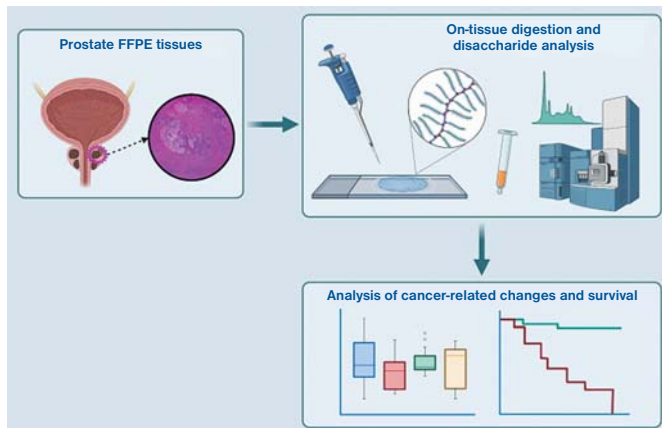 Prostate FFPE tissues
On-tissue digestion and
disaccharide analysis
Analysis of cancer-related changes and survival